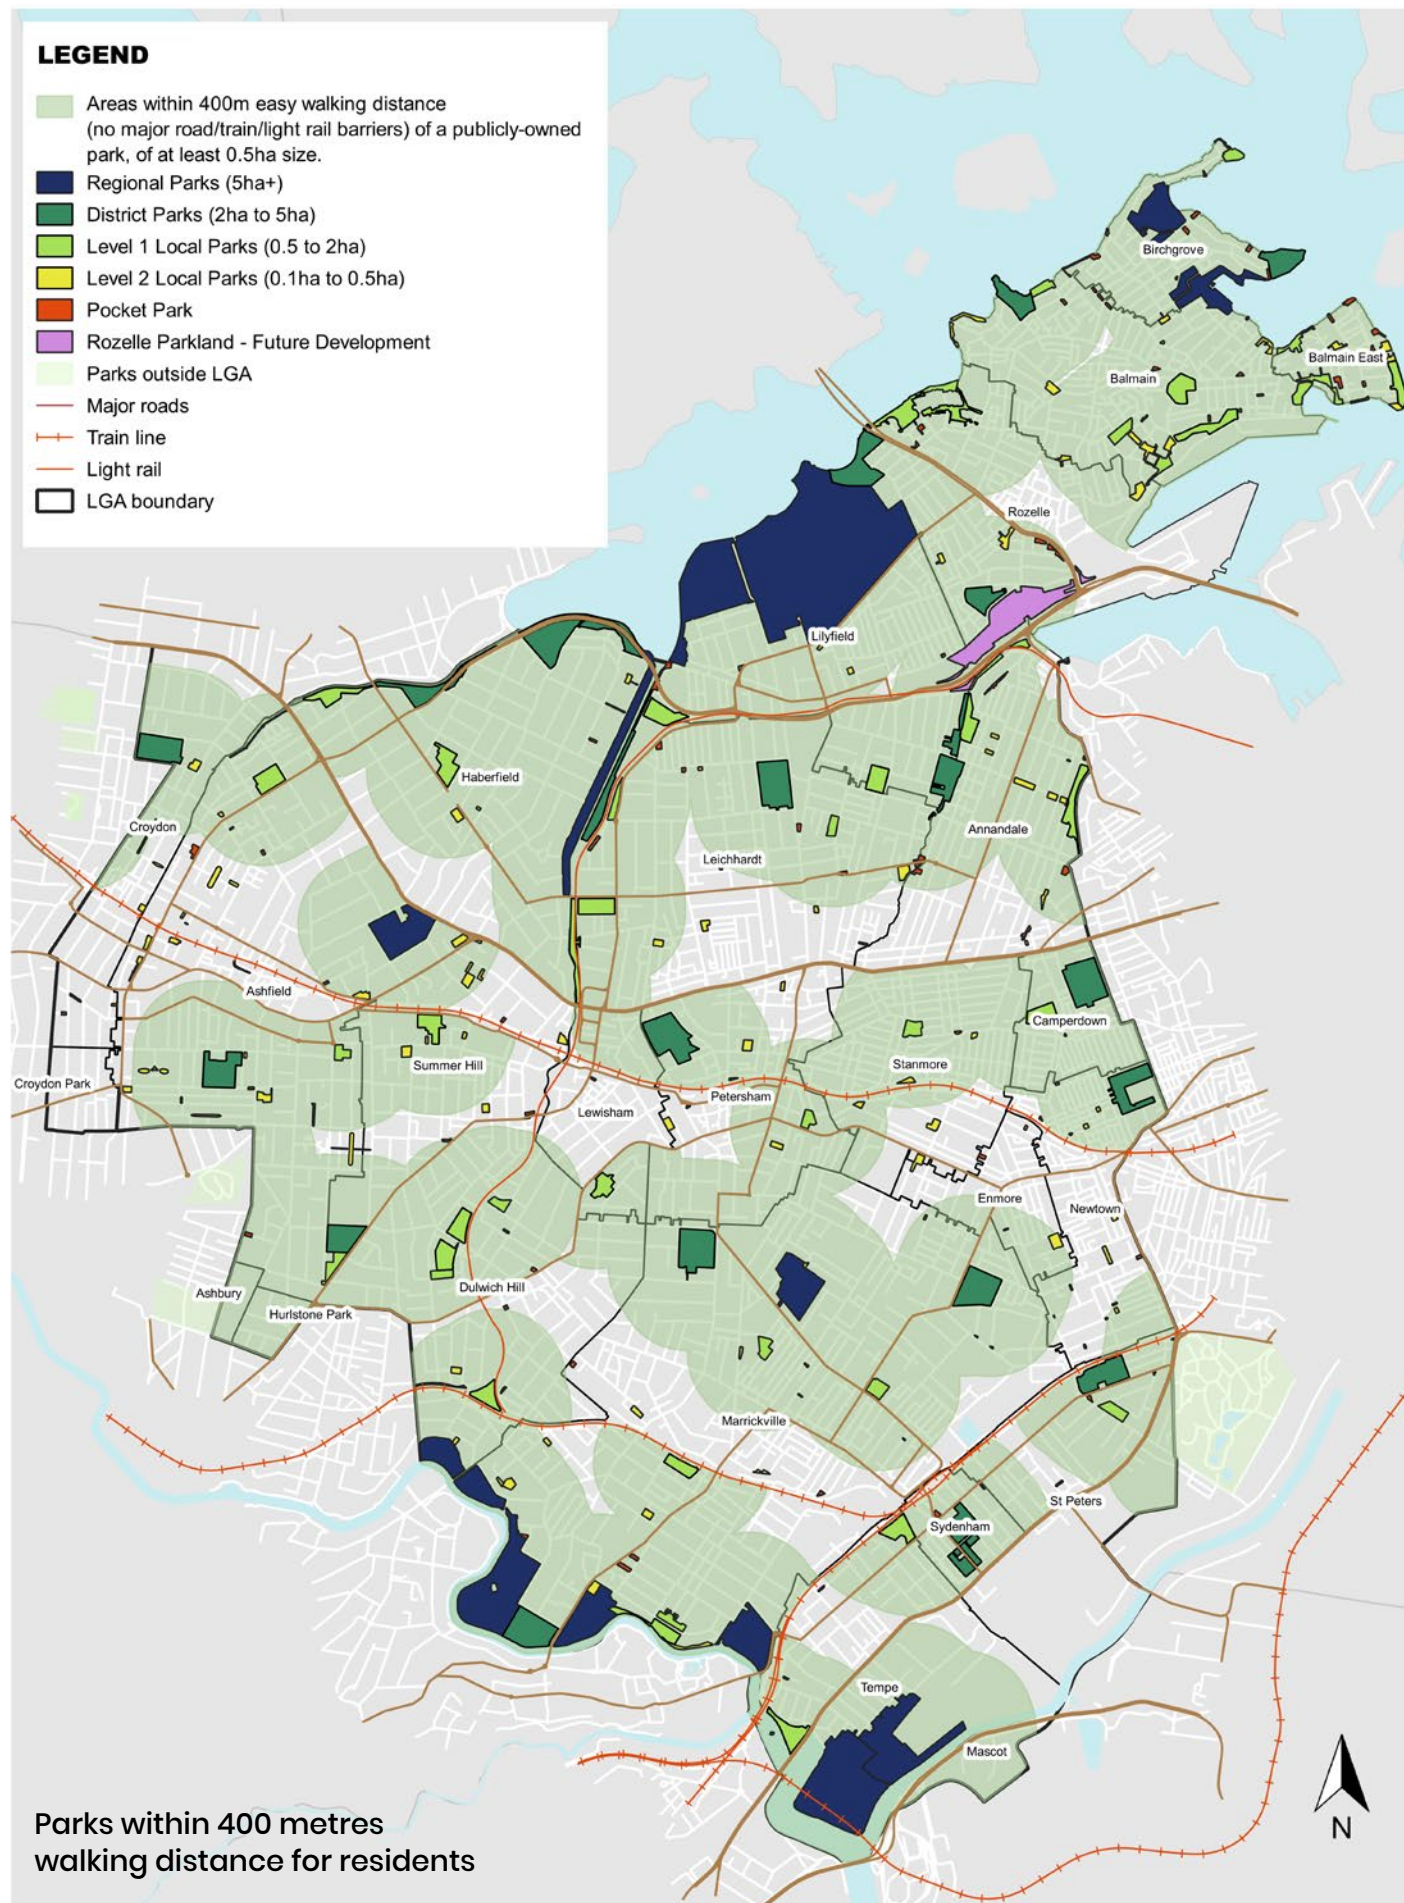 LEGEND
Areas within 400m easy walking distance
(no major road/train/light rail barriers) of a publicly-owned
park, of at least 0.5ha size.
Regional Parks (5ha+)
District Parks (2ha to 5ha)
Level 1 Local Parks (0.5 to 2ha)
Level 2 Local Parks (0.1ha to 0.5ha)
Pocket Park
Rozelle Parkland - Future Development
Parks outside LGA
Major roads
Train line
Light rail
LGA boundary
Birchgrove
Balmain East
Balmain
Rozelle
Lilyfield
Haberfield
Croydon
Annandale
Leichhardt
Ashfield
Camperdown
Summer Hill
Stanmore
Croydon Park
Petersham
Lewisham
Enmore
Newtown
Dulwich Hill
Ashbury
Hurlstone Park
Marrickville
St Peters
Sydenham
Tempe
Mascot
N
Parks within 400 metres
walking distance for residents